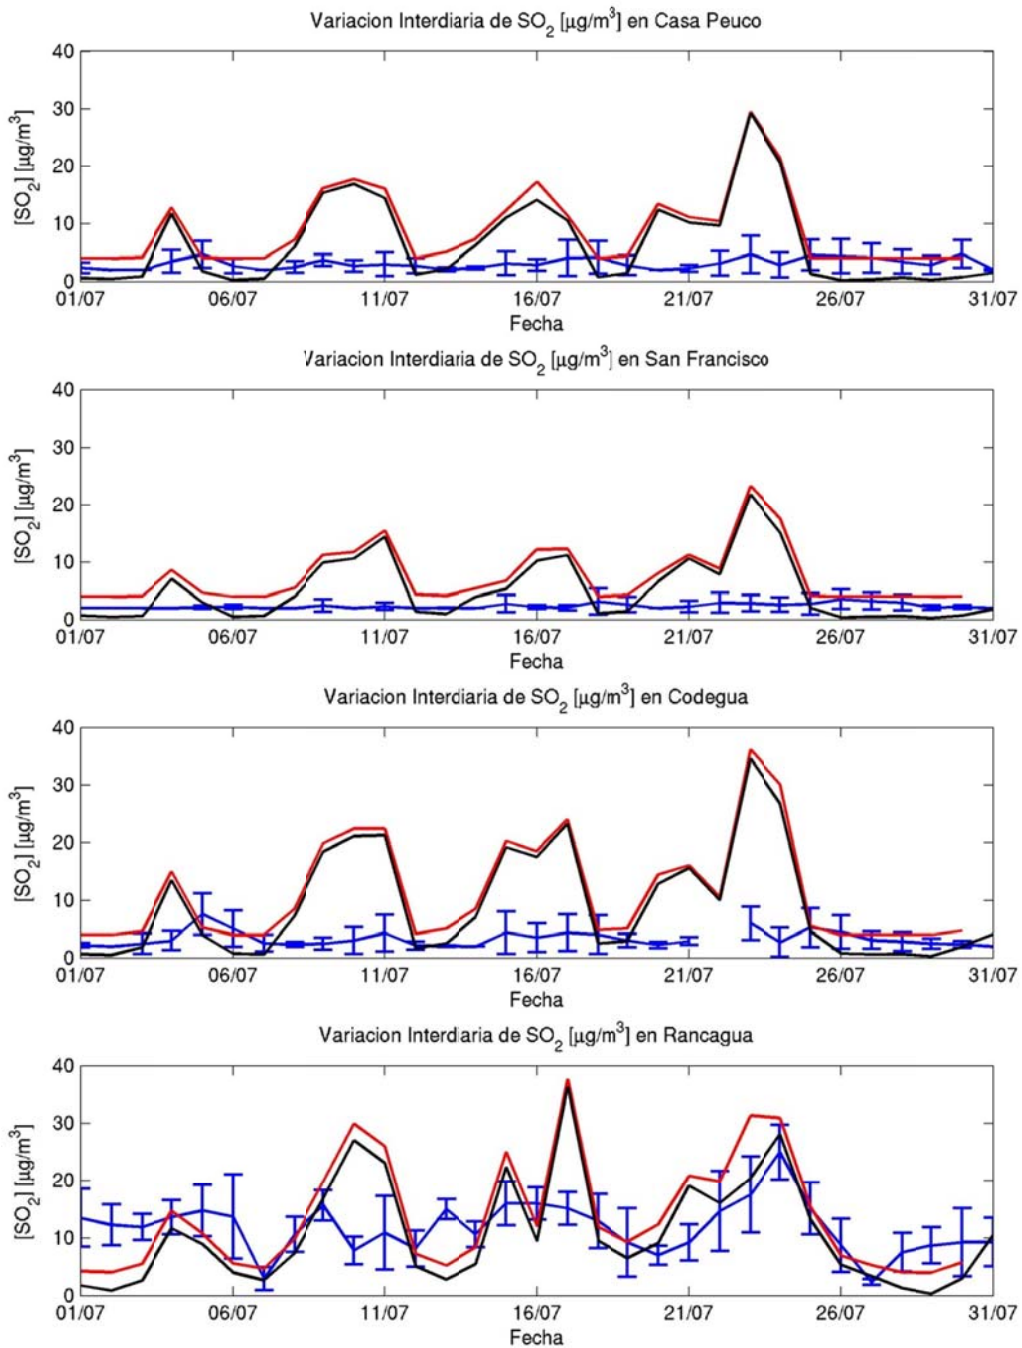 Variacion Interdiaria de SO2 [µg/m3] en Casa Peuco
[SO2] [µg/m3]
40
30
20
10
0
01/07 06/07 11/07 16/07 21/07 26/07 31/07
Fecha
Variacion Interdiaria de SO2 [µg/m3] en San Francisco
[SO2] [µg/m3]
40
30
20
10
0
01/07 06/07 11/07 16/07 21/07 26/07 31/07
Fecha
Variacion Interdiaria de SO2 [µg/m3] en Codegua
[SO2] [µg/m3]
40
30
20
10
0
01/07 06/07 11/07 16/07 21/07 26/07 31/07
Fecha
Variacion Interdiaria de SO2 [µg/m3] en Rancagua
[SO2] [µg/m3]
40
30
20
10
0
01/07 06/07 11/07 16/07 21/07 26/07 31/07
Fecha